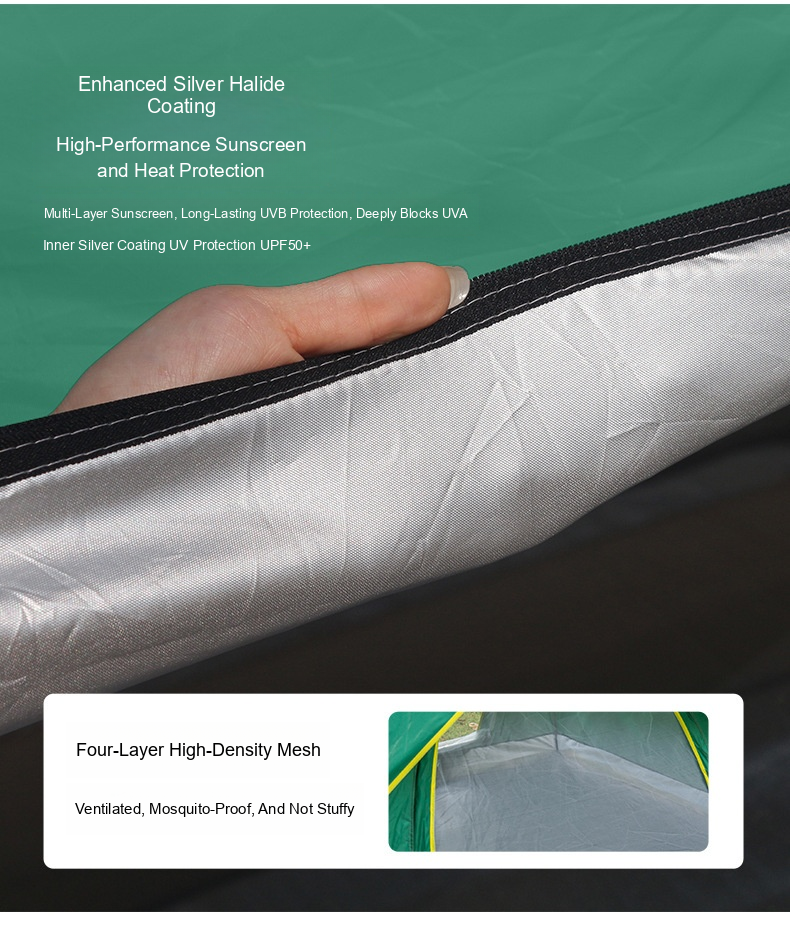 Enhanced Silver Halide
Coating
High-Performance Sunscreen
and Heat Protection
Multi-Layer Sunscreen, Long-Lasting UVB Protection, Deeply Blocks UVA
Inner Silver Coating UV Protection UPF50+
Four-Layer High-Density Mesh
Ventilated, Mosquito-Proof, And Not Stuffy